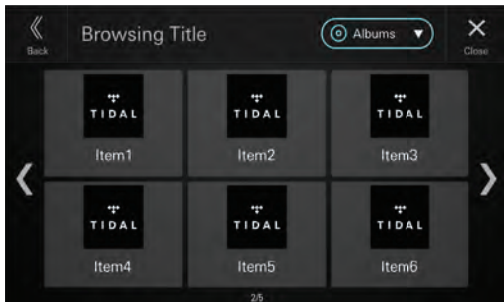 Browsing Title
Albums
Back
Close
TIDAL
TIDAL
TIDAL
Item1
Item2
Item3
TIDAL
TIDAL
TIDAL
Item4
Item5
Item6
2/5